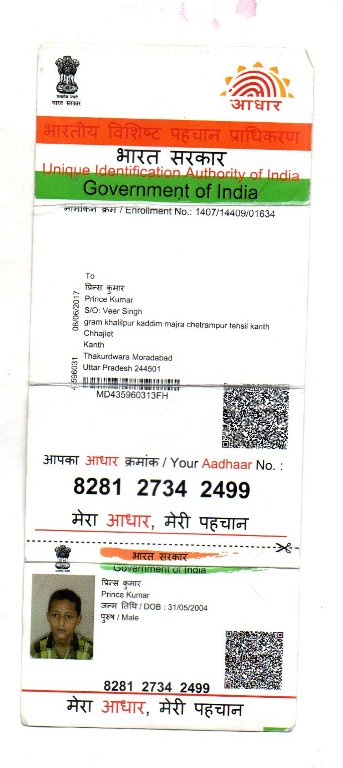 भारत सरकार
आधार
भारतीय विशिष्ट पहचान प्राधिकरण
भारत सरकार
Unique Identification Authority of India
Government of India
नामांकन क्रम / Enrollment No.: 1407/14409/01634
To
प्रिन्स कुमार
Prince Kumar
S/O: Veer Singh
gram khalilpur kaddim majra chetrampur tehsil kanth
Chhajlet
Kanth
Thakurdwara Moradabad
Uttar Pradesh 244501
08/06/2017
MD435960313FH
आपका आधार क्रमांक / Your Aadhaar No. :
8281 2734 2499
मेरा आधार, मेरी पहचान
भारत सरकार
Government of India
प्रिन्स कुमार
Prince Kumar
जन्म तिथि / DOB : 31/05/2004
पुरुष / Male
8281 2734 2499
मेरा आधार, मेरी पहचान